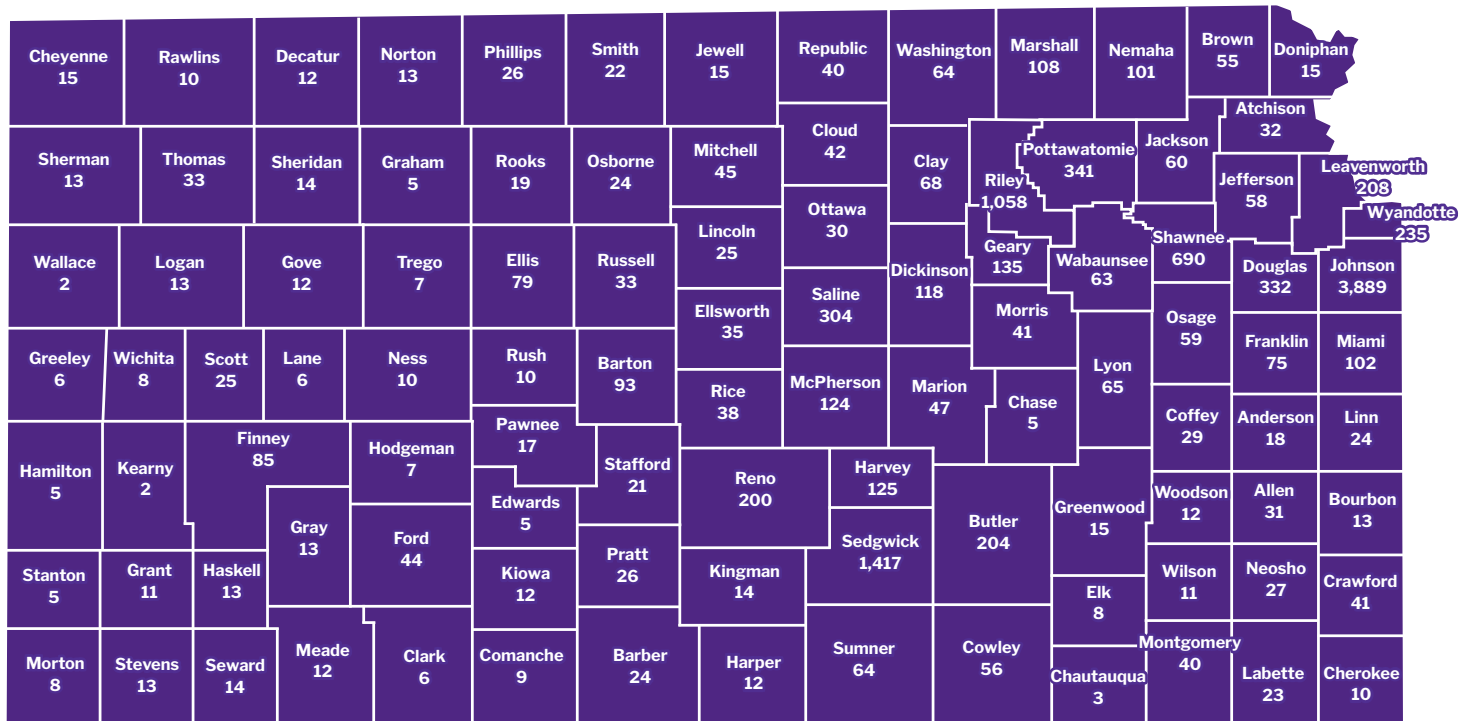 Cheyenne
15
Rawlins
10
Decatur
12
Norton
13
Phillips
26
Smith
22
Jewell
15
Republic
40
Washington
64
Marshall
108
Nemaha
101
Brown
55
Doniphan
15
Sherman
13
Thomas
33
Sheridan
14
Graham
5
Rooks
19
Osborne
24
Mitchell
45
Cloud
42
Clay
68
Riley
1,058
Pottawatomie
341
Jackson
60
Atchison
32
Jefferson
58
Leavenworth
208
Wyandotte
235
Wallace
2
Logan
13
Gove
12
Trego
7
Ellis
79
Russell
33
Lincoln
25
Ottawa
30
Dickinson
118
Geary
135
Wabaunsee
63
Shawnee
690
Douglas
332
Johnson
3,889
Greeley
6
Wichita
8
Scott
25
Lane
6
Ness
10
Rush
10
Barton
93
Ellsworth
35
Saline
304
Morris
41
Osage
59
Franklin
75
Miami
102
Rice
38
McPherson
124
Marion
47
Chase
5
Lyon
65
Coffey
29
Anderson
18
Linn
24
Hamilton
5
Kearny
2
Finney
85
Hodgeman
7
Pawnee
17
Stafford
21
Reno
200
Harvey
125
Butler
204
Greenwood
15
Woodson
12
Allen
31
Bourbon
13
Gray
13
Ford
44
Edwards
5
Pratt
26
Sedgwick
1,417
Stanton
5
Grant
11
Haskell
13
Kiowa
12
Kingman
14
Elk
8
Wilson
11
Neosho
27
Crawford
41
Morton
8
Stevens
13
Seward
14
Meade
12
Clark
6
Comanche
9
Barber
24
Harper
12
Sumner
64
Cowley
56
Chautauqua
3
Montgomery
40
Labette
23
Cherokee
10